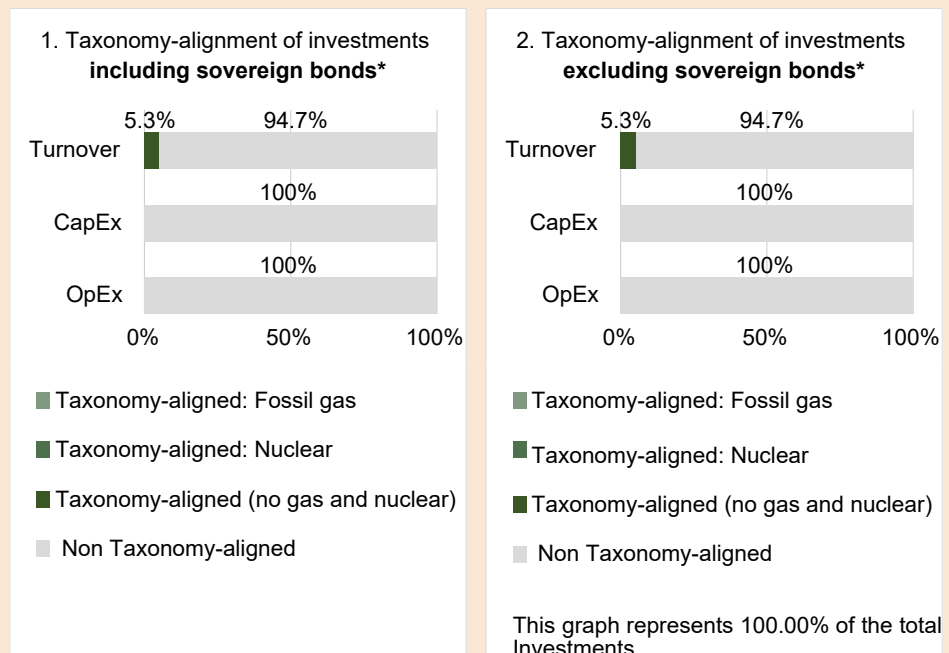 1. Taxonomy-alignment of investments
including sovereign bonds*
5.3% 94.7%
Turnover
100%
CapEx
100%
OpEx
0% 50% 100%
Taxonomy-aligned: Fossil gas
Taxonomy-aligned: Nuclear
Taxonomy-aligned (no gas and nuclear)
Non Taxonomy-aligned
2. Taxonomy-alignment of investments
excluding sovereign bonds*
5.3% 94.7%
Turnover
100%
CapEx
100%
OpEx
0% 50% 100%
Taxonomy-aligned: Fossil gas
Taxonomy-aligned: Nuclear
Taxonomy-aligned (no gas and nuclear)
Non Taxonomy-aligned
This graph represents 100.00% of the total
Investments